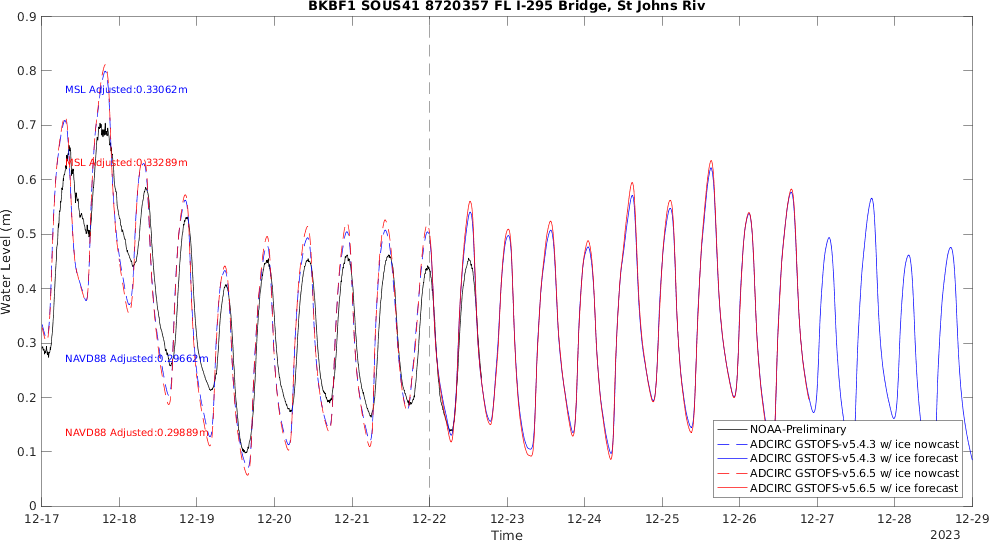 BKBF1 SOUS41 8720357 FL I-295 Bridge, St Johns Riv
0.9
0.8
0.7
0.6
0.5
0.4
0.3
0.2
0.1
0
Water Level (m)
MSL Adjusted:0.33062m
MSL Adjusted:0.33289m
NAVD88 Adjusted:0.29662m
NAVD88 Adjusted:0.29889m
NOAA-Preliminary
ADCIRC GSTOFS-v5.4.3 w/ ice nowcast
ADCIRC GSTOFS-v5.4.3 w/ ice forecast
ADCIRC GSTOFS-v5.6.5 w/ ice nowcast
ADCIRC GSTOFS-v5.6.5 w/ ice forecast
12-17 12-18 12-19 12-20 12-21 12-22 12-23 12-24 12-25 12-26 12-27 12-28 12-29
Time
2023